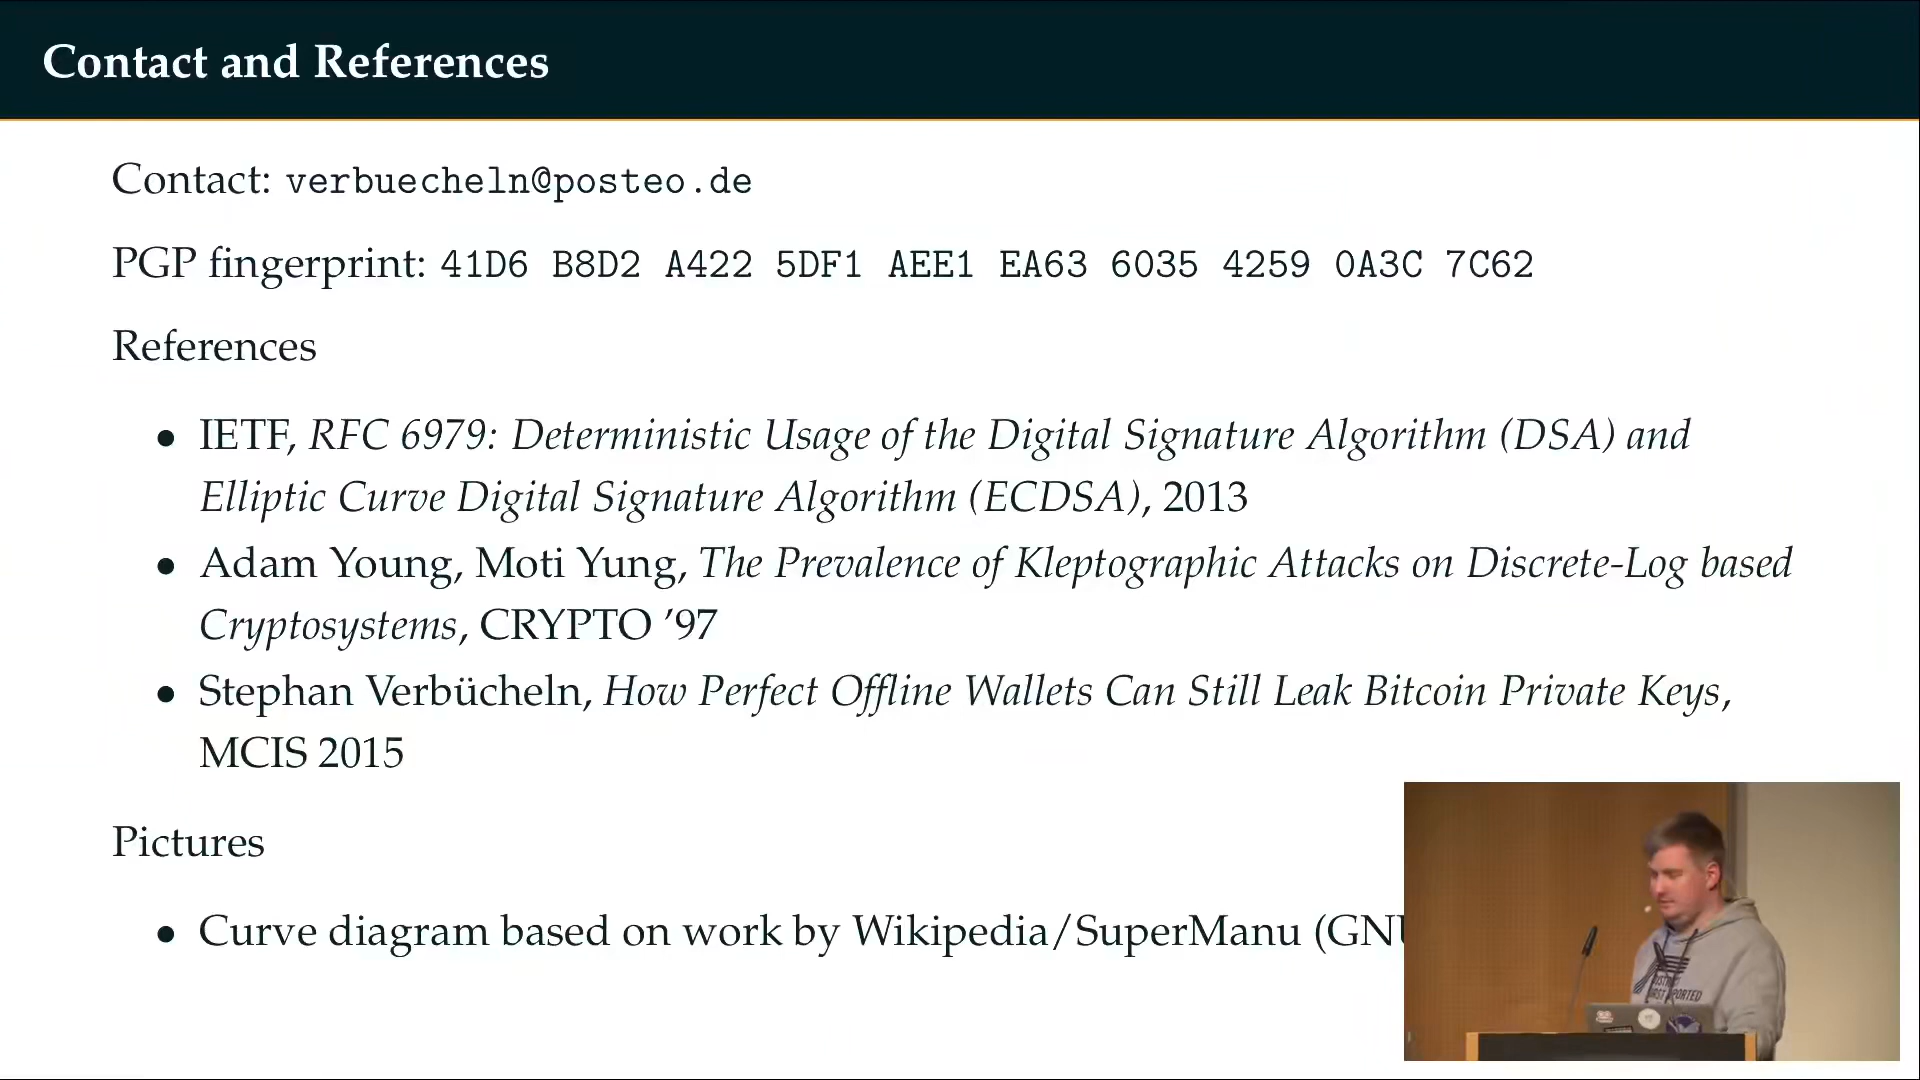 Contact and References
Contact: verbuecheln@posteo.de
PGP fingerprint: 41D6 B8D2 A422 5DF1 AEE1 EA63 6035 4259 0A3C 7C62
References
• IETF, RFC 6979: Deterministic Usage of the Digital Signature Algorithm (DSA) and
Elliptic Curve Digital Signature Algorithm (ECDSA), 2013
• Adam Young, Moti Yung, The Prevalence of Kleptographic Attacks on Discrete-Log based
Cryptosystems, CRYPTO ’97
• Stephan Verbücheln, How Perfect Offline Wallets Can Still Leak Bitcoin Private Keys,
MCIS 2015
Pictures
• Curve diagram based on work by Wikipedia/SuperManu (GNU